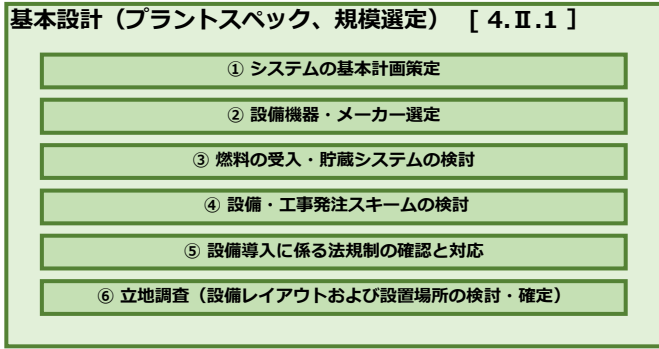 基本設計（プラントスペック、規模選定） [ 4.Ⅱ.1 ]
① システムの基本計画策定
② 設備機器・メーカー選定
③ 燃料の受入・貯蔵システムの検討
④ 設備・工事発注スキームの検討
⑤ 設備導入に係る法規制の確認と対応
⑥ 立地調査（設備レイアウトおよび設置場所の検討・確定）